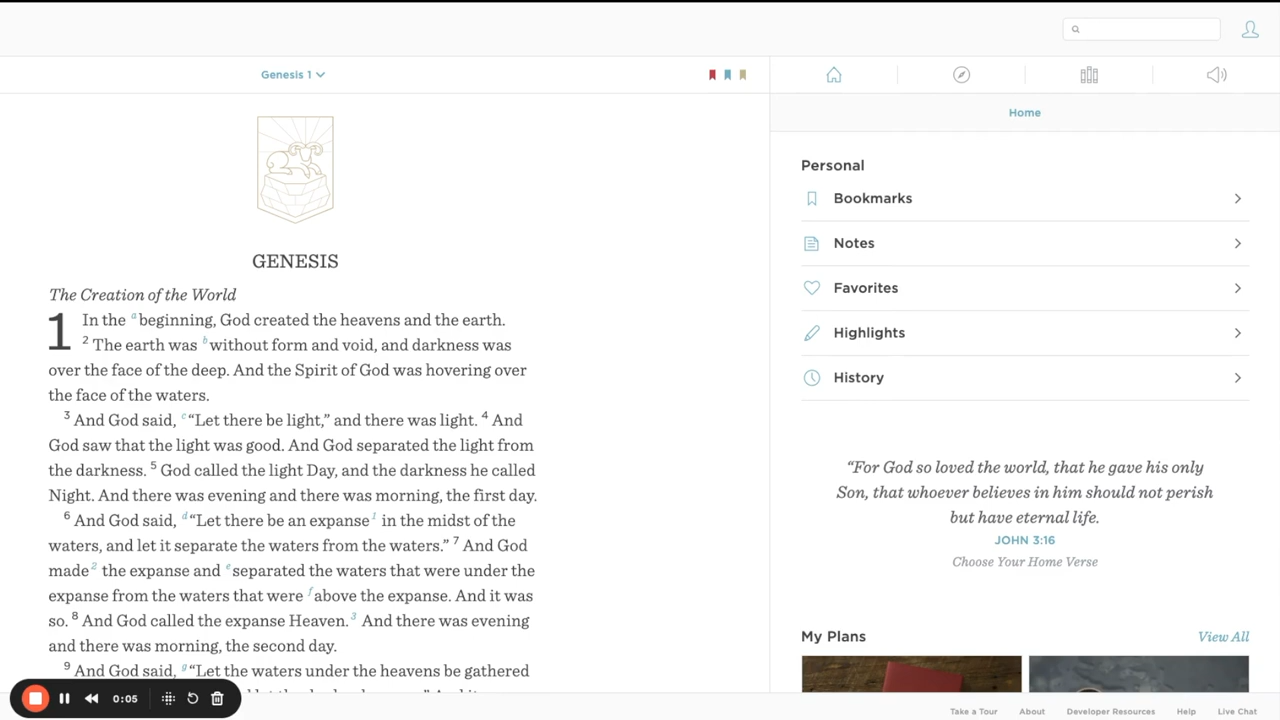 Genesis 1
Home
GENESIS
The Creation of the World
1 In the a beginning, God created the heavens and the earth.
2 The earth was b without form and void, and darkness was
over the face of the deep. And the Spirit of God was hovering over
the face of the waters.
3 And God said, c “Let there be light,” and there was light. 4 And
God saw that the light was good. And God separated the light from
the darkness. 5 God called the light Day, and the darkness he called
Night. And there was evening and there was morning, the first day.
6 And God said, d “Let there be an expanse 1 in the midst of the
waters, and let it separate the waters from the waters.” 7 And God
made 2 the expanse and e separated the waters that were under the
expanse from the waters that were f above the expanse. And it was
so. 8 And God called the expanse Heaven. 3 And there was evening
and there was morning, the second day.
9 And God said, g “Let the waters under the heavens be gathered
0:05
Personal
Bookmarks
Notes
Favorites
Highlights
History
“For God so loved the world, that he gave his only
Son, that whoever believes in him should not perish
but have eternal life.
JOHN 3:16
Choose Your Home Verse
My Plans
View All
Take a Tour
About
Developer Resources
Help
Live Chat